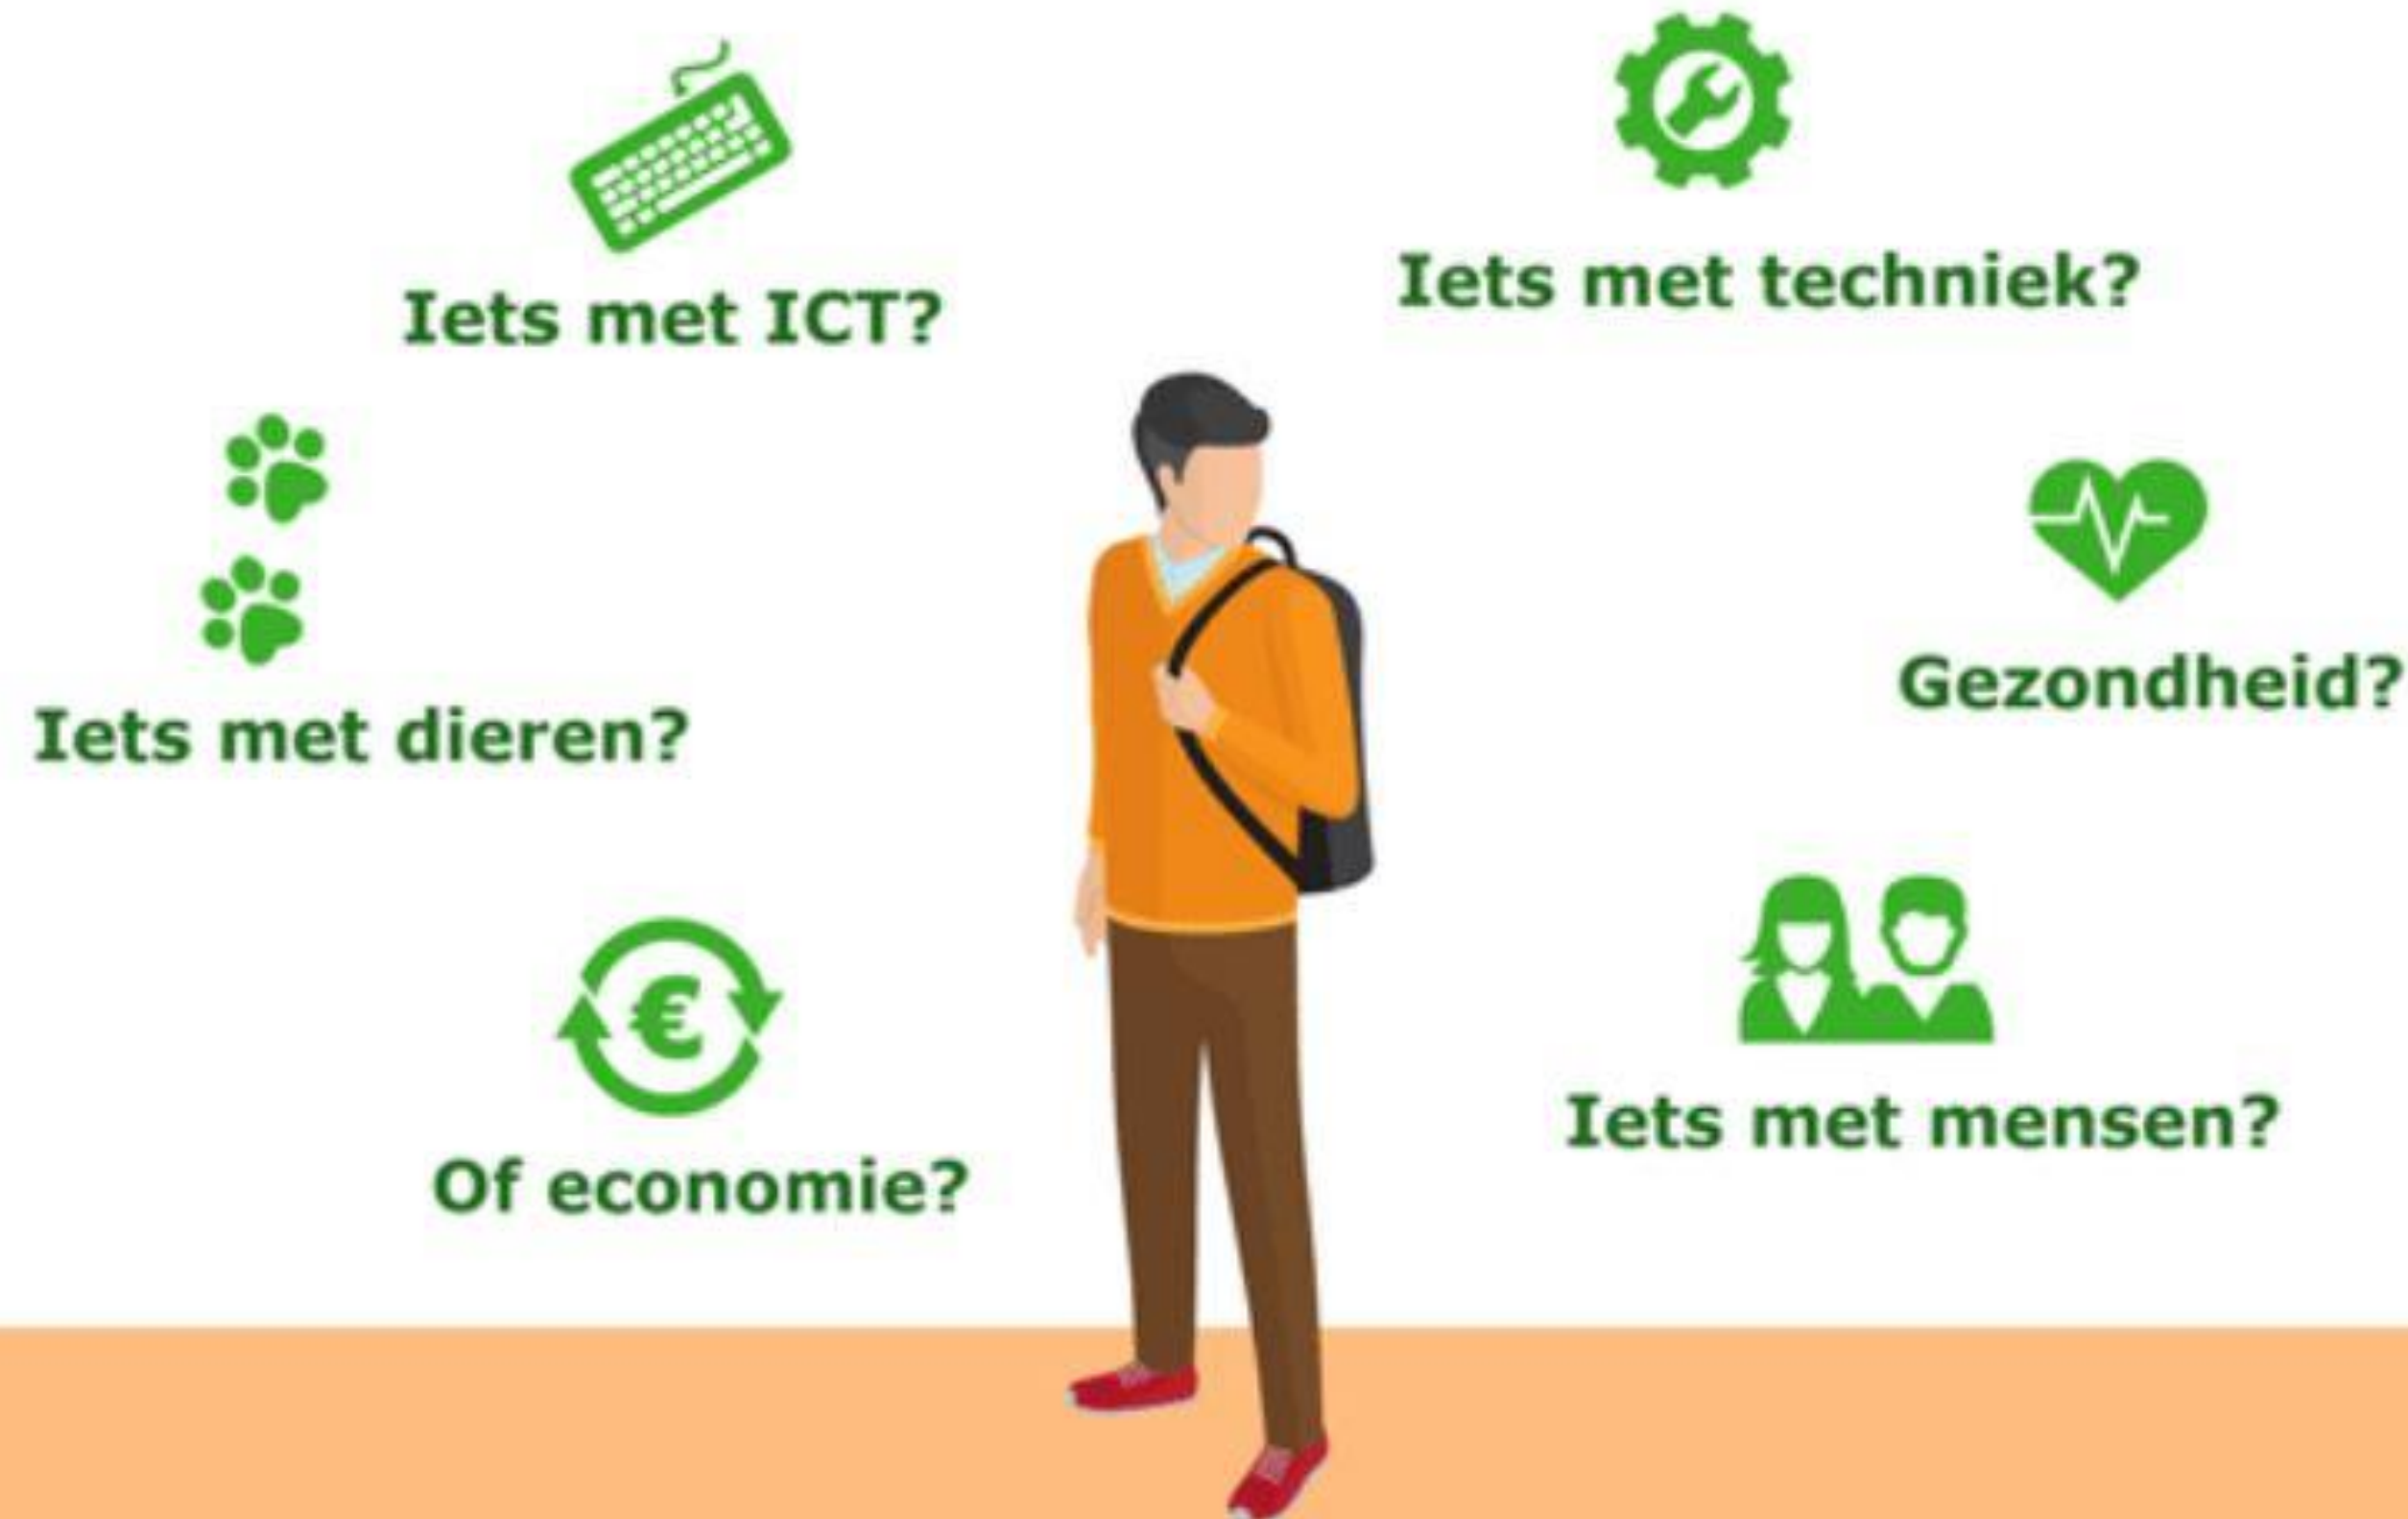 Iets met ICT?
Iets met techniek?
Iets met dieren?
Gezondheid?
Of economie?
Iets met mensen?